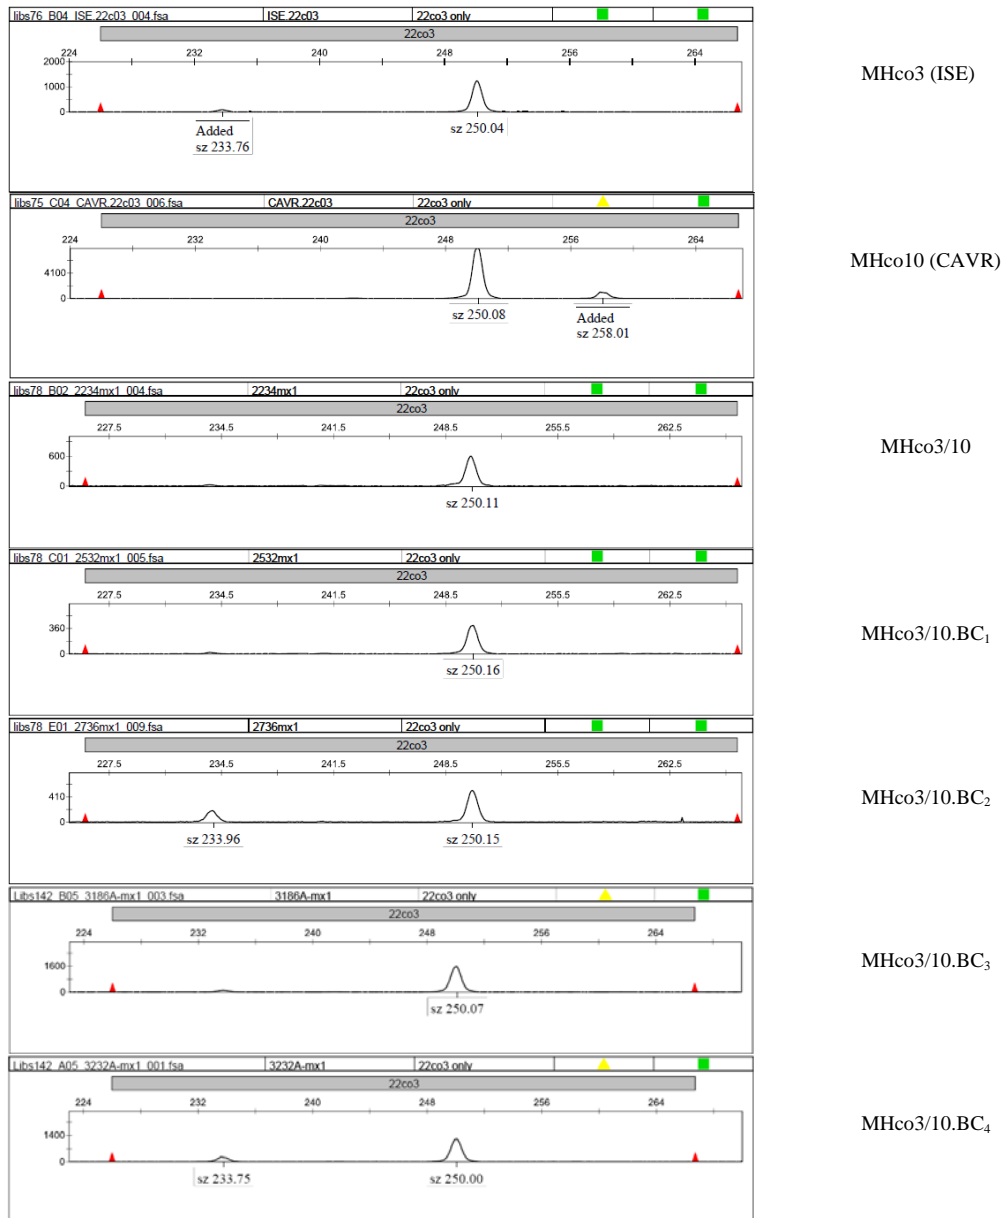 libs76_B04_ISE.22c03_004.fsa ISE.22c03 22co3 only
22co3
224 232 240 248 256 264
2000
1000
0
Added
sz 233.76
sz 250.04
MHco3 (ISE)
libs75_C04_CAVR.22c03_006.fsa CAVR.22c03 22co3 only
22co3
224 232 240 248 256 264
4100
0
sz 250.08
Added
sz 258.01
MHco10 (CAVR)
libs78_B02_2234mx1_004.fsa 2234mx1 22co3 only
22co3
227.5 234.5 241.5 248.5 255.5 262.5
600
0
sz 250.11
MHco3/10
libs78_C01_2532mx1_005.fsa 2532mx1 22co3 only
22co3
227.5 234.5 241.5 248.5 255.5 262.5
360
0
sz 250.16
MHco3/10.BC₁
libs78_E01_2736mx1_009.fsa 2736mx1 22co3 only
22co3
227.5 234.5 241.5 248.5 255.5 262.5
410
0
sz 233.96 sz 250.15
MHco3/10.BC₂
Libs142_B05_3186A-mx1_003.fsa 3186A-mx1 22co3 only
22co3
224 232 240 248 256 264
1600
0
sz 250.07
MHco3/10.BC₃
Libs142_A05_3232A-mx1_001.fsa 3232A-mx1 22co3 only
22co3
224 232 240 248 256 264
1400
0
sz 233.75 sz 250.00
MHco3/10.BC₄